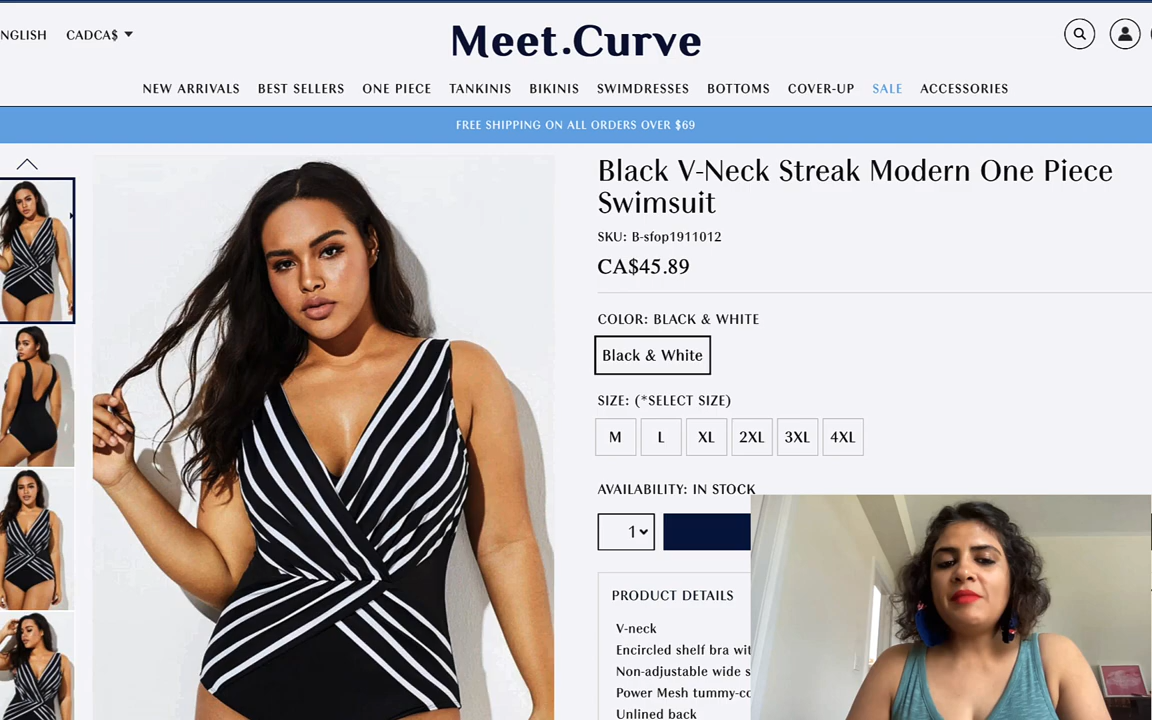 NGLISH
CADCA$
Meet.Curve
NEW ARRIVALS BEST SELLERS ONE PIECE TANKINIS BIKINIS SWIMDRESSES BOTTOMS COVER-UP SALE ACCESSORIES
FREE SHIPPING ON ALL ORDERS OVER $69
Black V-Neck Streak Modern One Piece
Swimsuit
SKU: B-sfop1911012
CA$45.89
COLOR: BLACK & WHITE
Black & White
SIZE: (*SELECT SIZE)
M L XL 2XL 3XL 4XL
AVAILABILITY: IN STOCK
1
PRODUCT DETAILS
V-neck
Encircled shelf bra wit
Non-adjustable wide s
Power Mesh tummy-co
Unlined back